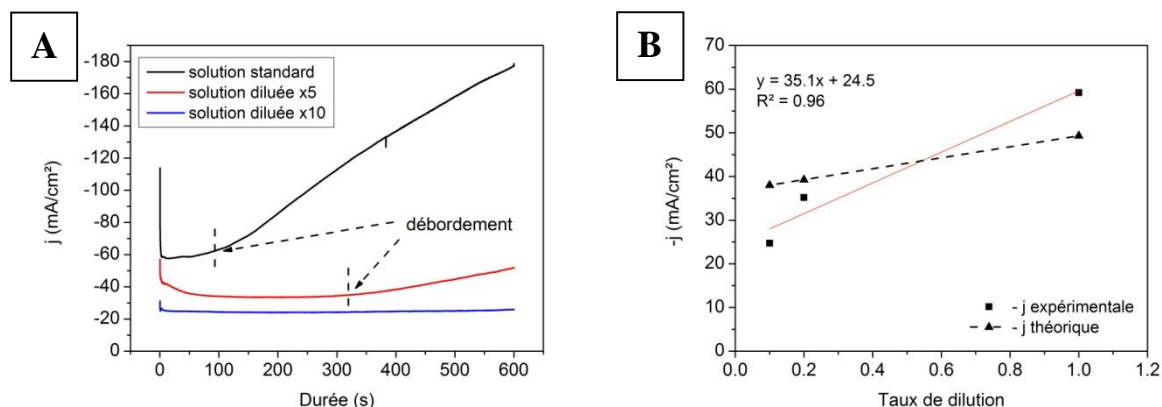 A
j (mA/cm²)
-180
-160
-140
-120
-100
-80
-60
-40
-20
0
solution standard
solution diluée x5
solution diluée x10
débordement
0 100 200 300 400 500 600
Durée (s)
B
-j (mA/cm²)
70
60
50
40
30
20
10
0
y = 35.1x + 24.5
R² = 0.96
- j expérimentale
- j théorique
0.0 0.2 0.4 0.6 0.8 1.0 1.2
Taux de dilution